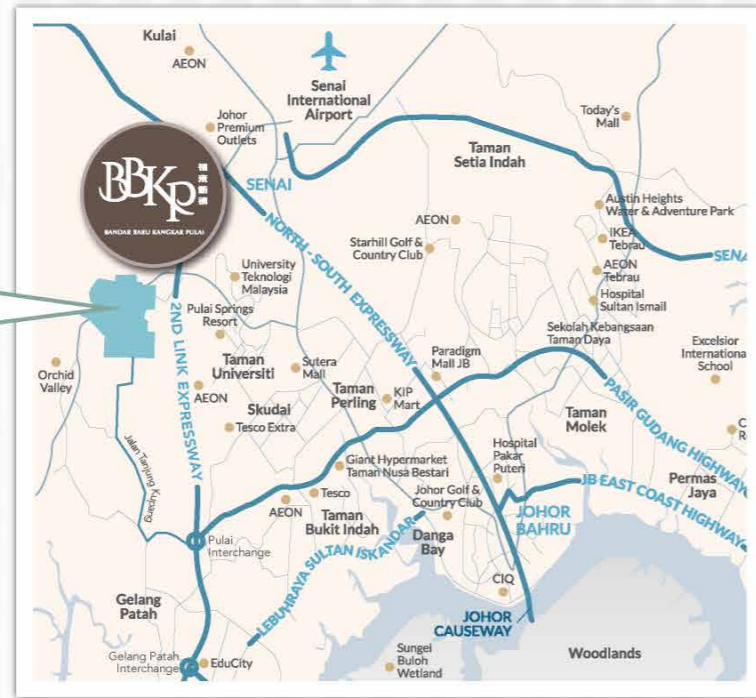 Kulai
AEON
Senai
International
Airport
Johor
Premium
Outlets
Today's
Mall
Taman
Setia Indah
BBKP
BANDAR BARU KANGKAR PULAI
SENAI
NORTH - SOUTH EXPRESSWAY
AEON
Starhill Golf &
Country Club
Austin Heights
Water & Adventure Park
IKEA
Tebrau
AEON
Tebrau
Hospital
Sultan Ismail
SENA
University
Teknologi
Malaysia
2ND LINK EXPRESSWAY
Pulai Springs
Resort
Orchid
Valley
Taman
Universiti
AEON
Sutera
Mall
Skudai
Tesco Extra
Taman
Perling
KIP
Mart
Paradigm
Mall JB
Sekolah Kebangsaan
Taman Daya
Excelsior
Internationa
School
PASIR GUDANG HIGHWAY
Taman
Molek
C
R
Jalan Tanjung Kupang
Giant Hypermarket
Taman Nusa Bestari
Tesco
AEON
Taman
Bukit Indah
Hospital
Pakar
Puteri
Johor Golf &
Country Club
Danga
Bay
JOHOR
BAHRU
JB EAST COAST HIGHWAY
Permas
Jaya
Pulai
Interchange
LEBUHRAYA SULTAN ISKANDAR
CIQ
JOHOR
CAUSEWAY
Gelang
Patah
Gelang Patah
Interchange
EduCity
Sungei
Buloh
Wetland
Woodlands